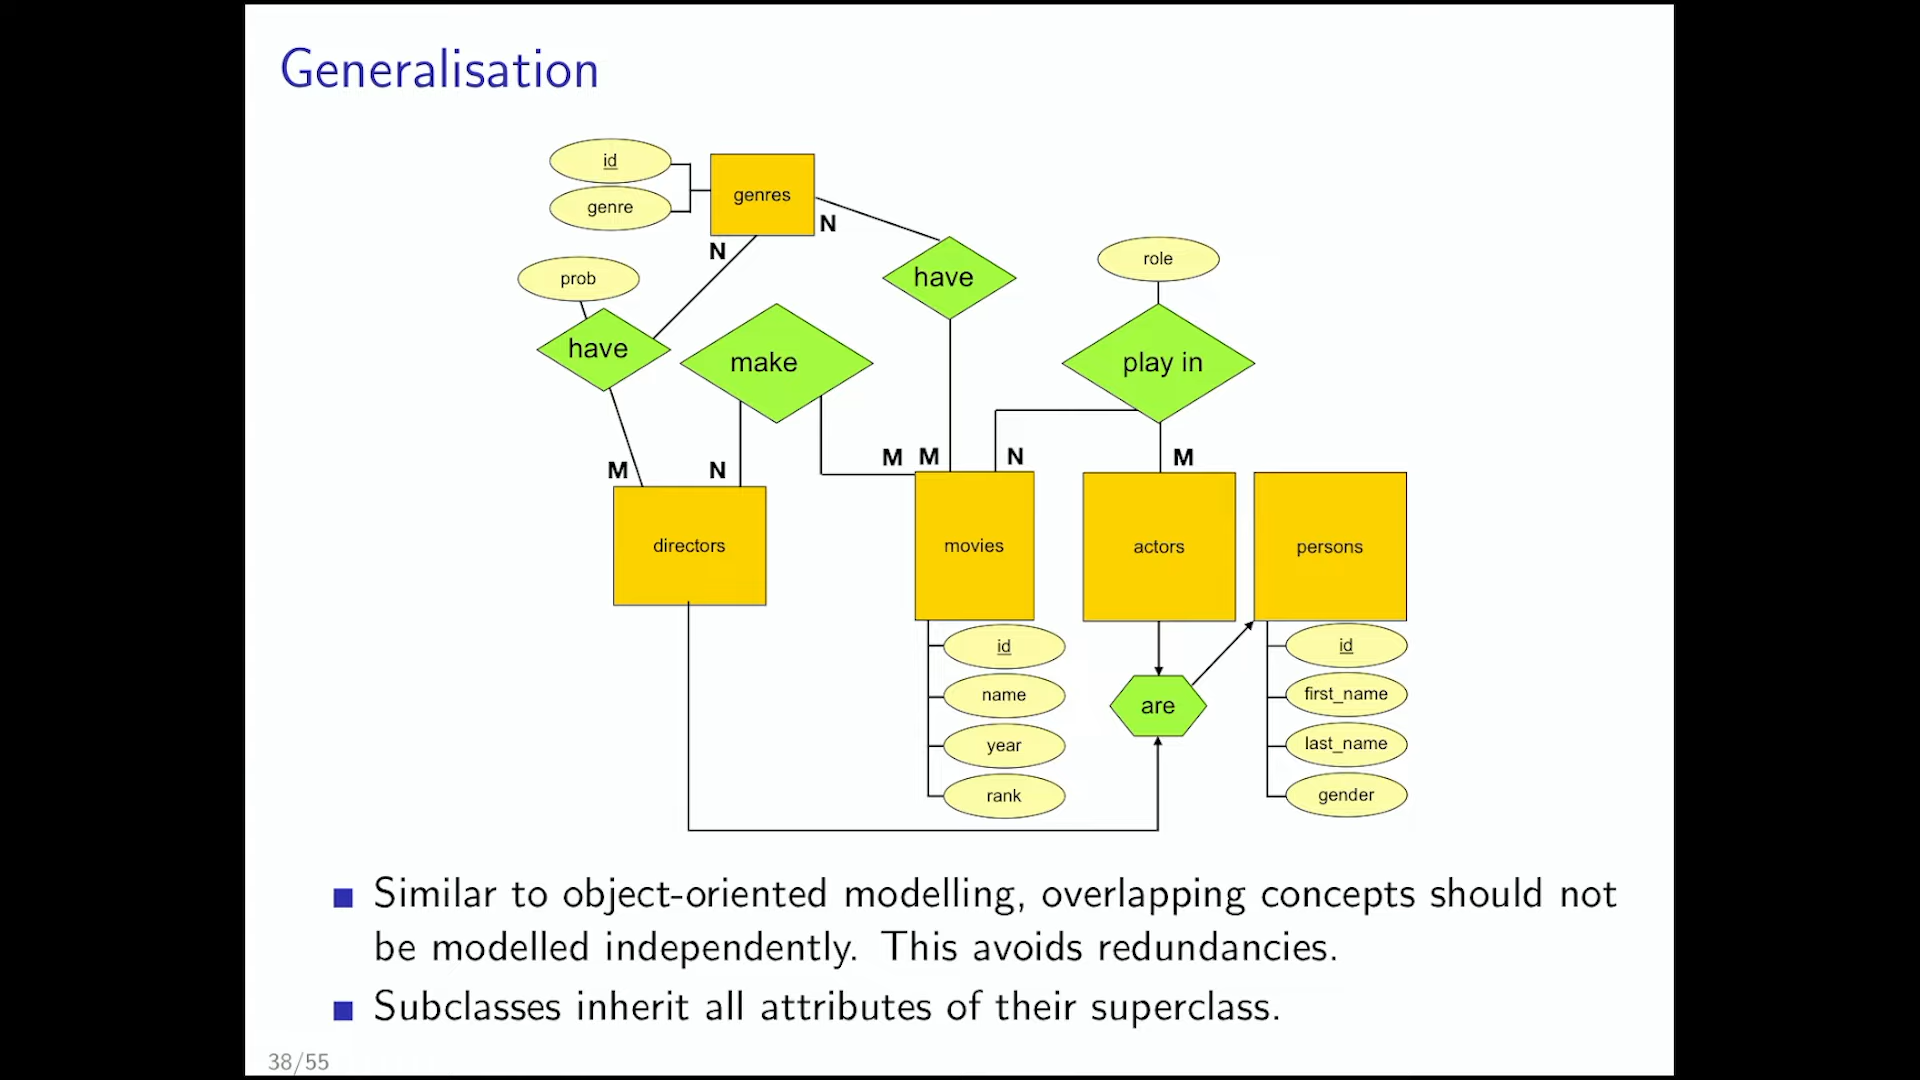 Generalisation
id
genres
genre
N
N
prob
have
role
have
make
play in
M
N
M
M
N
M
directors
movies
actors
persons
id
name
year
rank
are
id
first_name
last_name
gender
Similar to object-oriented modelling, overlapping concepts should not
be modelled independently. This avoids redundancies.
Subclasses inherit all attributes of their superclass.
38/55